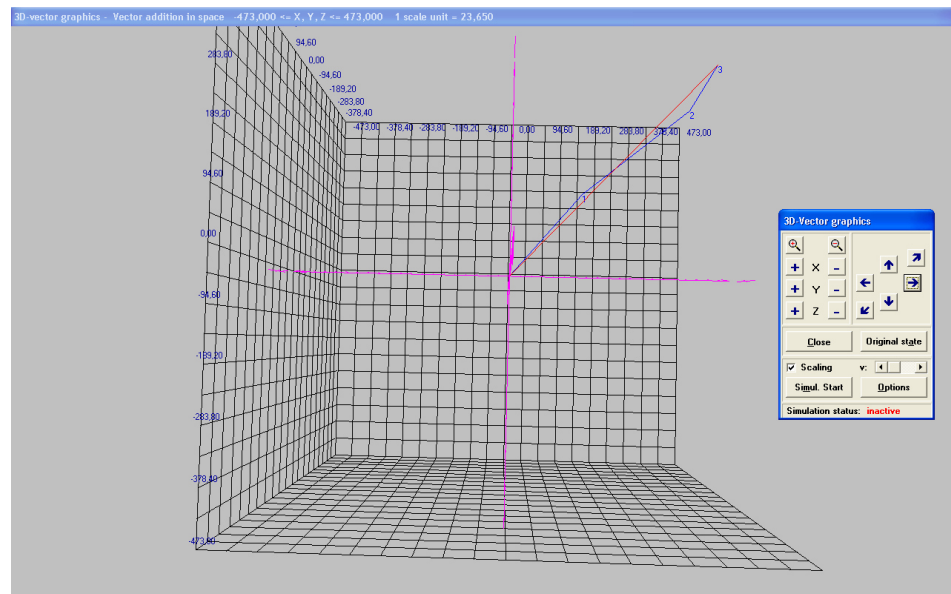 3D-vector graphics - Vector addition in space -473,000 <= X, Y, Z <= 473,000 1 scale unit = 23,650
94,60
283,80
0,00
-94,60
-189,20
-283,80
189,20
-378,40
-473,00 -378,40 -283,80 -189,20 -94,60 0,00 94,60 189,20 283,80 378,40 473,00
3
2
1
94,60
0,00
-94,60
-189,20
-283,80
-378,40
-473,00
3D-Vector graphics
+ X -
+ Y -
+ Z -
Close Original state
Scaling v:
Simul. Start Options
Simulation status: inactive